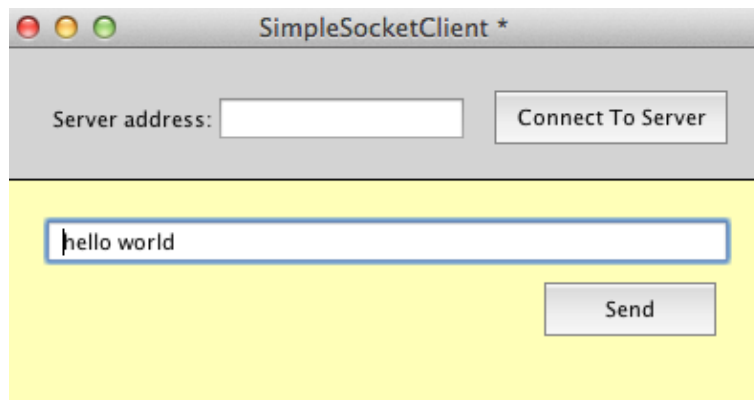 SimpleSocketClient *
Server address: Connect To Server
hello world
Send